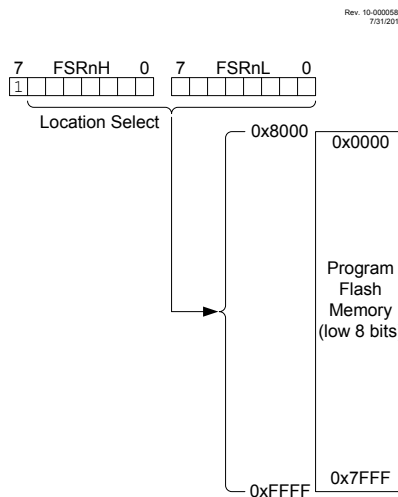 Rev. 10-000058
7/31/201
7 FSRnH 0 7 FSRnL 0
1
Location Select
0x8000
0x0000
Program
Flash
Memory
(low 8 bits
0x7FFF
0xFFFF